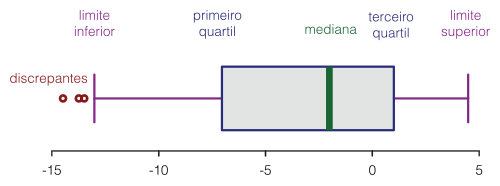 limite
inferior
primeiro
quartil
mediana
terceiro
quartil
limite
superior
discrepantes
-15 -10 -5 0 5